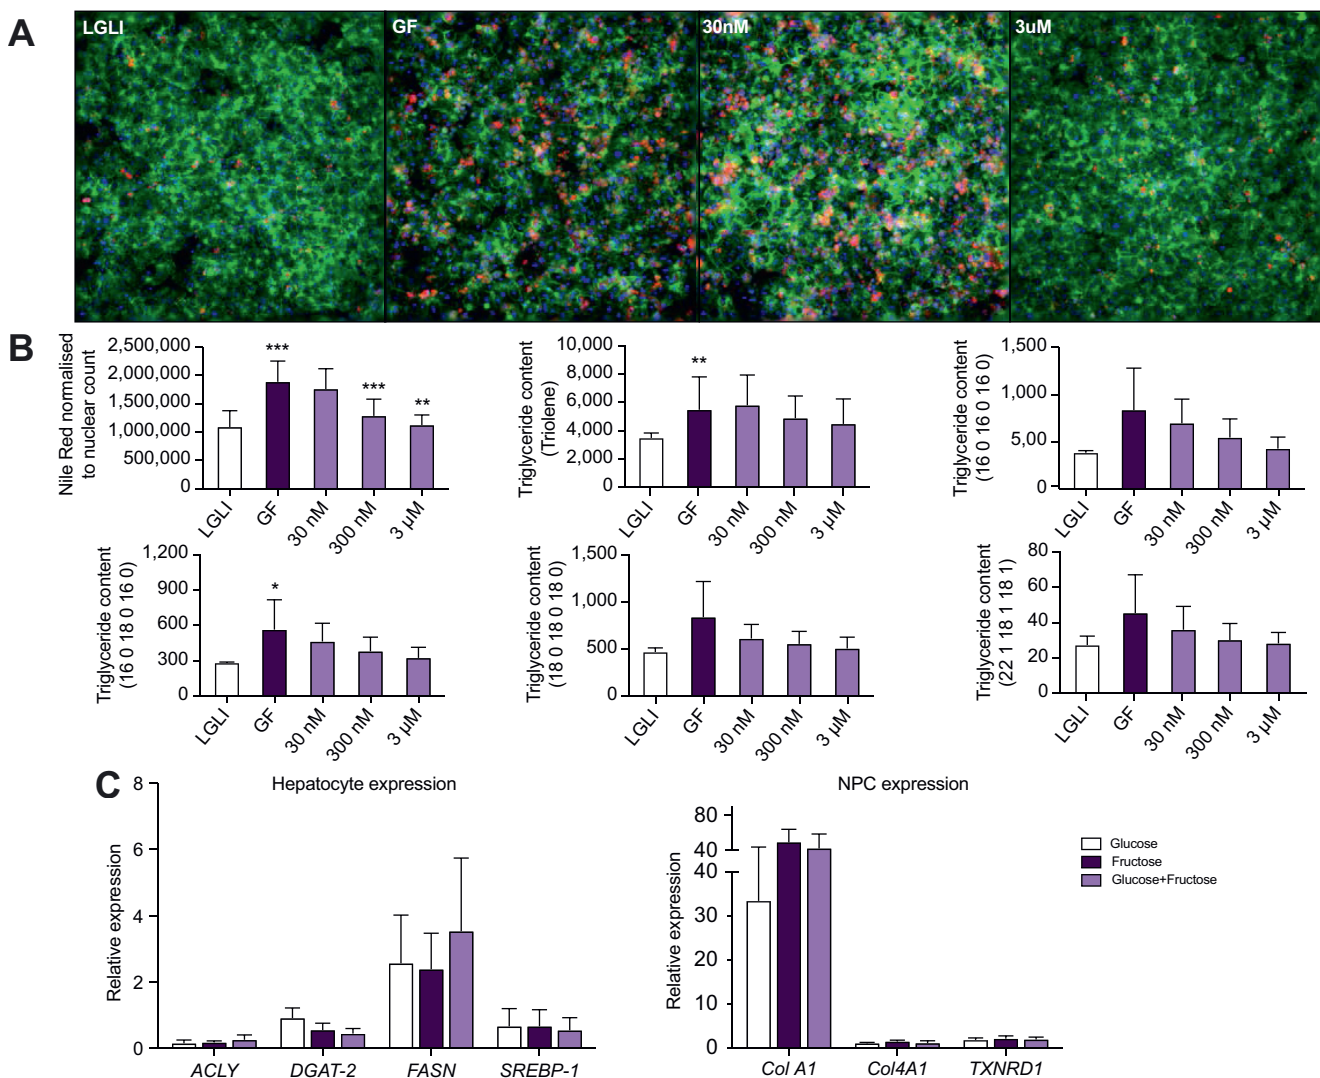 A
LGLI
GF
30nM
3uM
B
Nile Red normalised
to nuclear count
2,500,000
2,000,000
1,500,000
1,000,000
500,000
0
***
***
**
LGLI
GF
30 nM
300 nM
3 µM
Triglyceride content
(Triolene)
10,000
8,000
6,000
4,000
2,000
0
**
LGLI
GF
30 nM
300 nM
3 µM
Triglyceride content
(16 0 16 0 16 0)
1,500
1,000
5,00
0
LGLI
GF
30 nM
300 nM
3 µM
Triglyceride content
(16 0 18 0 16 0)
1,200
900
600
300
0
*
LGLI
GF
30 nM
300 nM
3 µM
Triglyceride content
(18 0 18 0 18 0)
1,500
1,000
500
0
LGLI
GF
30 nM
300 nM
3 µM
Triglyceride content
(22 1 18 1 18 1)
80
60
40
20
0
LGLI
GF
30 nM
300 nM
3 µM
C
Hepatocyte expression
Relative expression
8
6
4
2
0
ACLY
DGAT-2
FASN
SREBP-1
NPC expression
Relative expression
80
40
40
30
20
10
0
Col A1
Col4A1
TXNRD1
Glucose
Fructose
Glucose+Fructose